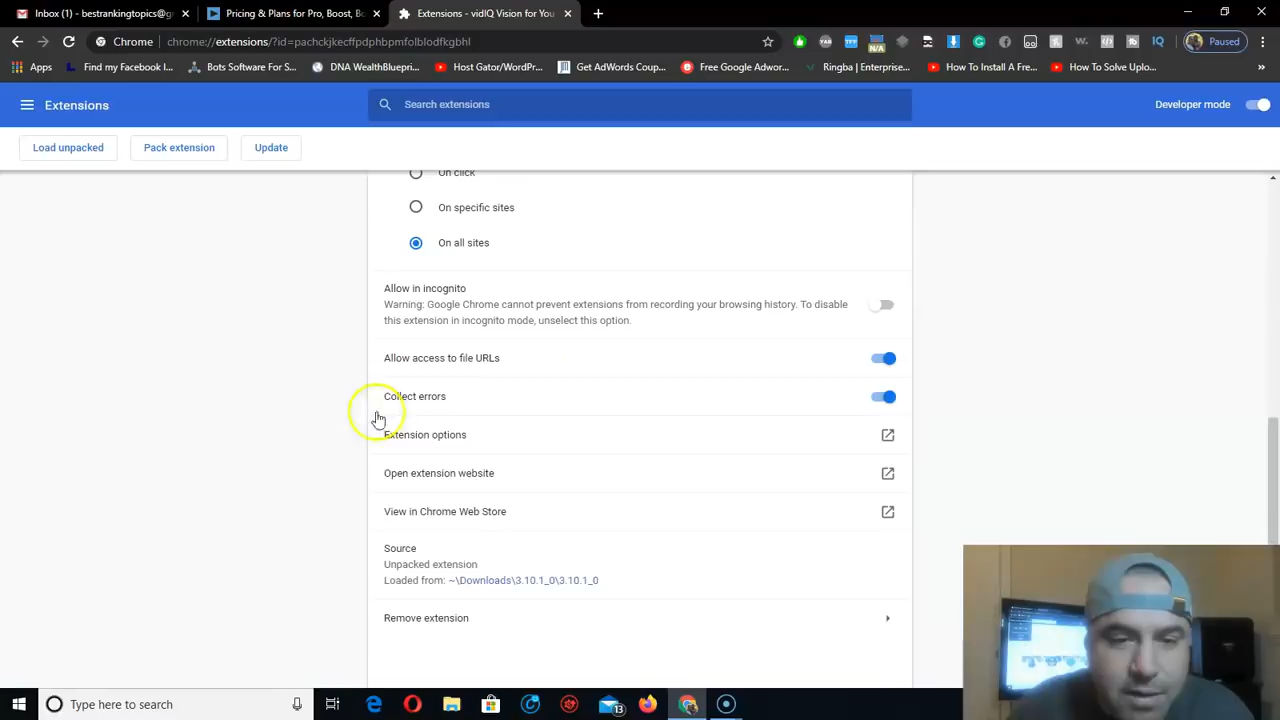 Inbox (1) - bestrankingtopics@g
Pricing & Plans for Pro, Boost, Bo
Extensions - vidIQ Vision for You
Chrome
chrome://extensions/?id=pachckjkecffpdphbpmfolblodfkgbhl
N/A
IQ
Paused
Apps
Find my Facebook I...
Bots Software For S...
DNA WealthBluepri...
Host Gator/WordPr...
Get AdWords Coup...
Free Google Adwor...
Ringba | Enterprise...
How To Install A Fre...
How To Solve Uplo...
»
Extensions
Search extensions
Developer mode
Load unpacked
Pack extension
Update
On click
On specific sites
On all sites
Allow in incognito
Warning: Google Chrome cannot prevent extensions from recording your browsing history. To disable
this extension in incognito mode, unselect this option.
Allow access to file URLs
Collect errors
Extension options
Open extension website
View in Chrome Web Store
Source
Unpacked extension
Loaded from: ~\Downloads\3.10.1_0\3.10.1_0
Remove extension
Type here to search
13